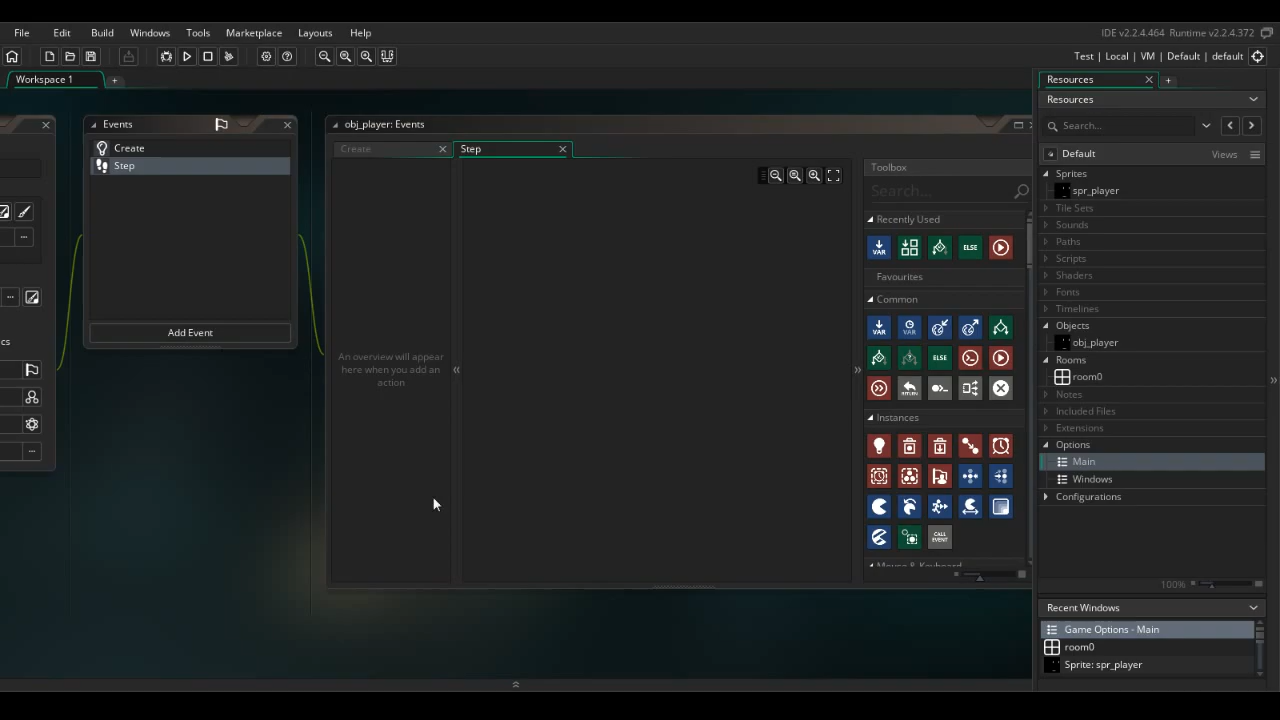 File Edit Build Windows Tools Marketplace Layouts Help IDE v2.2.4.464 Runtime v2.2.4.372
Test | Local | VM | Default | default
Workspace 1
Resources
Resources
Search...
Default Views
Sprites
spr_player
Tile Sets
Sounds
Paths
Scripts
Shaders
Fonts
Timelines
Objects
obj_player
Rooms
room0
Notes
Included Files
Extensions
Options
Main
Windows
Configurations
100%
Recent Windows
Game Options - Main
room0
Sprite: spr_player
cs
Events
Create
Step
Add Event
obj_player: Events
Create Step
An overview will appear
here when you add an
action
Toolbox
Search...
Recently Used
VAR ELSE
Favourites
Common
VAR VAR
ELSE
RETURN
Instances
CALL
EVENT
Mouse & Keyboard